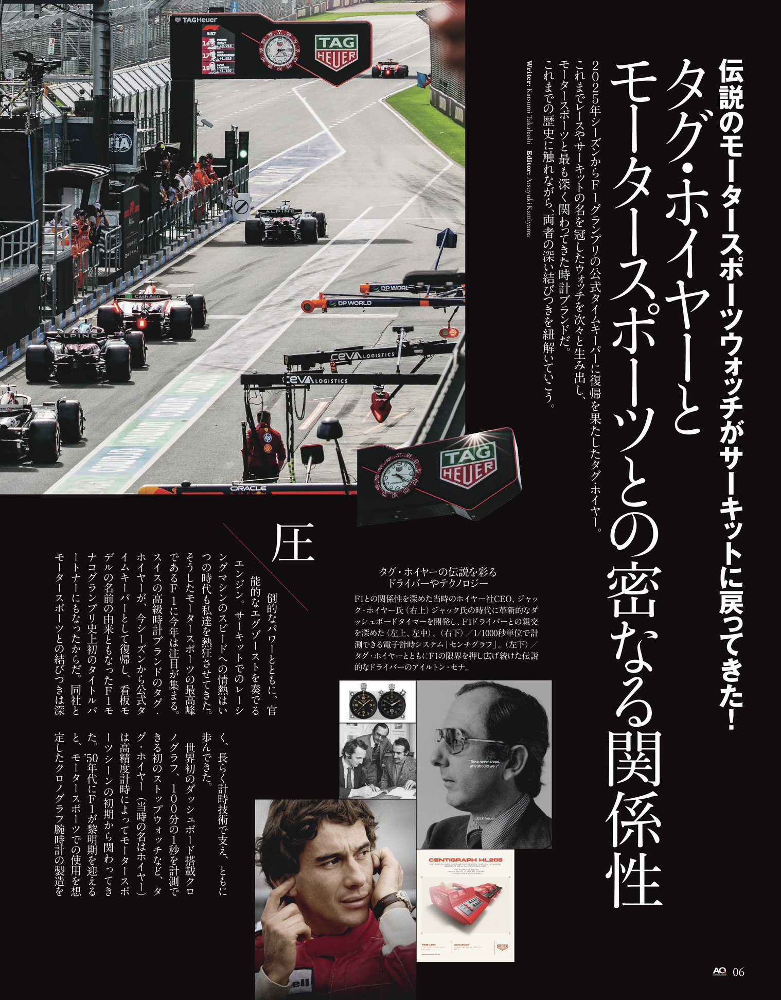 伝説のモータースポーツウォッチがサーキットに戻ってきた！
タグ・ホイヤーと
モータースポーツとの密なる関係性
2025年シーズンからF1グランプリの公式タイムキーパーに復帰を果たしたタグ・ホイヤー。
これまでレースやサーキットの名を冠したウォッチを次々と生み出し、
モータースポーツと最も深く関わってきた時計ブランドだ。
これまでの歴史に触れながら、両者の深い結びつきを紐解いていこう。
Writer: Katsumi Takahashi Editor: Atsuyuki Kamiyama
TAGHeuer
3:57
16 PIERRE GASLY +0.913
17 NICO HULKENBERG +1.013
18 LIAM LAWSON +1.102
FORMULA 1
TAG
HEUER
FIA
ALPINE
Cash App
ALPINE
DP WORL
DP WORLD
CEVA LOGISTICS
CEVA LOGISTICS
brembo
hp
ORACLE
TAG
HEUER
FORMULA 1
圧
倒的なパワーとともに、官
能的なエグゾーストを奏でる
エンジン。サーキットでのレーシ
ングマシンのスピードへの情熱はい
つの時代も私達を熱狂させてきた。
そうしたモータースポーツの最高峰
であるF1に今年は注目が集まる。
スイスの高級時計ブランドのタグ・
ホイヤーが、今シーズンから公式タ
イムキーパーとして復帰し、看板モ
デルの名前の由来ともなったF1モ
ナコグランプリ史上初のタイトルパ
ートナーにもなったからだ。同社と
モータースポーツとの結びつきは深
く、長らく計時技術で支え、ともに
歩んできた。
世界初のダッシュボード搭載クロ
ノグラフ、100分の1秒を計測で
きる初のストップウォッチなど、タ
グ・ホイヤー（当時の名はホイヤー）
は高精度計時によってモータースポ
ーツシーンの初期から関わってき
た。'50年代にF1が黎明期を迎える
と、モータースポーツでの使用を想
定したクロノグラフ腕時計の製造を
タグ・ホイヤーの伝説を彩る
ドライバーやテクノロジー
F1との関係性を深めた当時のホイヤー社CEO、ジャッ
ク・ホイヤー氏（右上）ジャック氏の時代に革新的なダ
ッシュボードタイマーを開発し、F1ドライバーとの親交
を深めた（左上、左中）。（右下）／1/1000秒単位で計
測できる電子計時システム「センチグラフ」。（左下）／
タグ・ホイヤーとともにF1の限界を押し広げ続けた伝説
的なドライバーのアイルトン・セナ。
"Time never stops,
why should we ?"
Jack Heuer
CENTIGRAPH HL205
TIME UNIT
ACCURACY
HEUER
ell
AQ 06